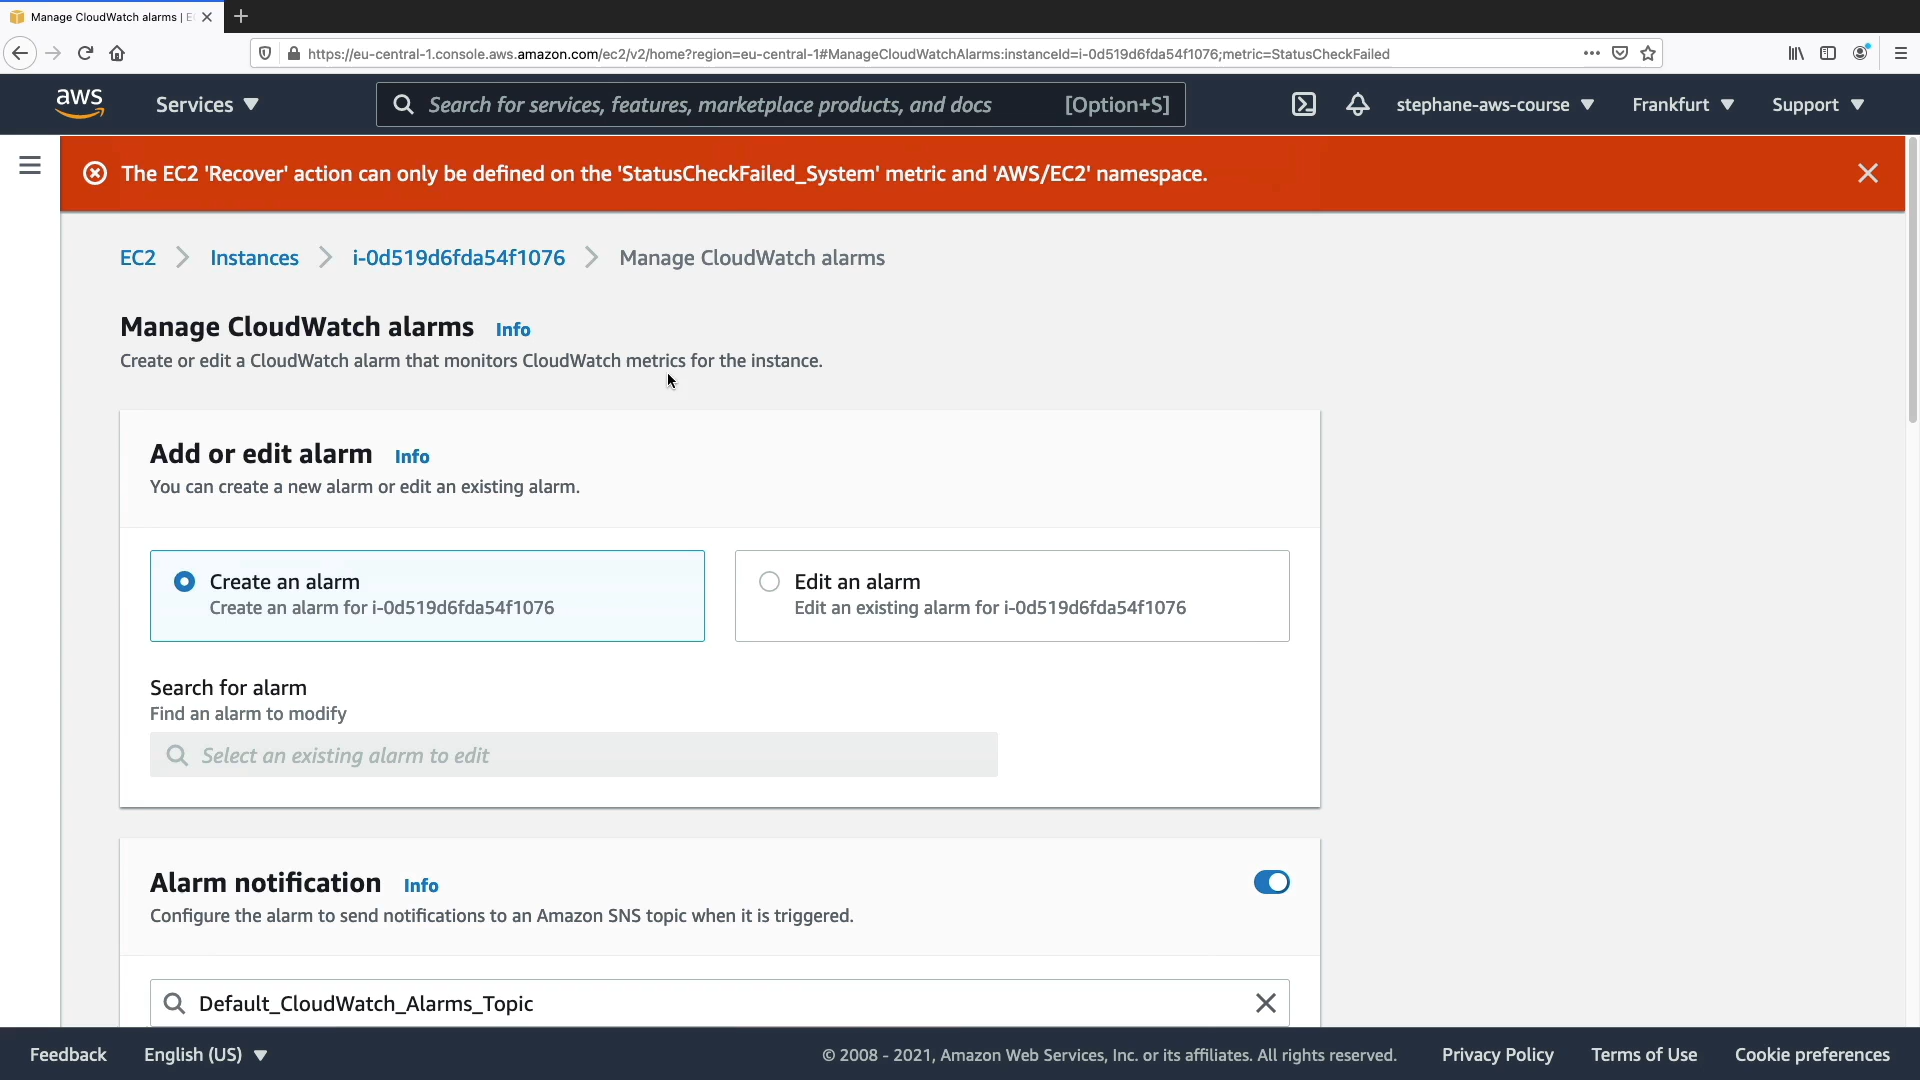 Manage CloudWatch alarms | E
https://eu-central-1.console.aws.amazon.com/ec2/v2/home?region=eu-central-1#ManageCloudWatchAlarms:instanceId=i-0d519d6fda54f1076;metric=StatusCheckFailed
aws
Services
Search for services, features, marketplace products, and docs
[Option+S]
stephane-aws-course
Frankfurt
Support
The EC2 'Recover' action can only be defined on the 'StatusCheckFailed_System' metric and 'AWS/EC2' namespace.
EC2
Instances
i-0d519d6fda54f1076
Manage CloudWatch alarms
Manage CloudWatch alarms Info
Create or edit a CloudWatch alarm that monitors CloudWatch metrics for the instance.
Add or edit alarm Info
You can create a new alarm or edit an existing alarm.
Create an alarm
Create an alarm for i-0d519d6fda54f1076
Edit an alarm
Edit an existing alarm for i-0d519d6fda54f1076
Search for alarm
Find an alarm to modify
Select an existing alarm to edit
Alarm notification Info
Configure the alarm to send notifications to an Amazon SNS topic when it is triggered.
Default_CloudWatch_Alarms_Topic
Feedback
English (US)
© 2008 - 2021, Amazon Web Services, Inc. or its affiliates. All rights reserved.
Privacy Policy
Terms of Use
Cookie preferences